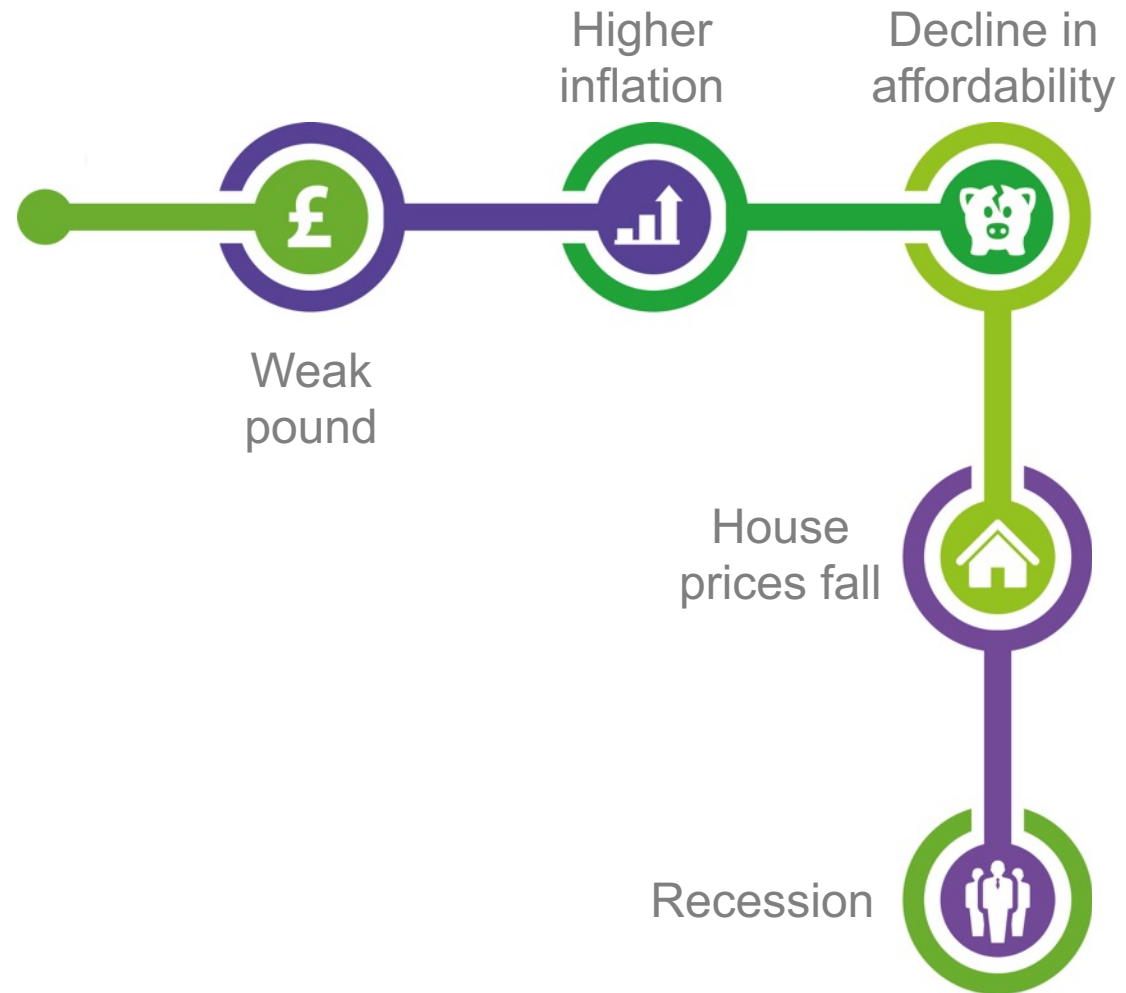 Higher
inflation
Decline in
affordability
£
Weak
pound
House
prices fall
Recession